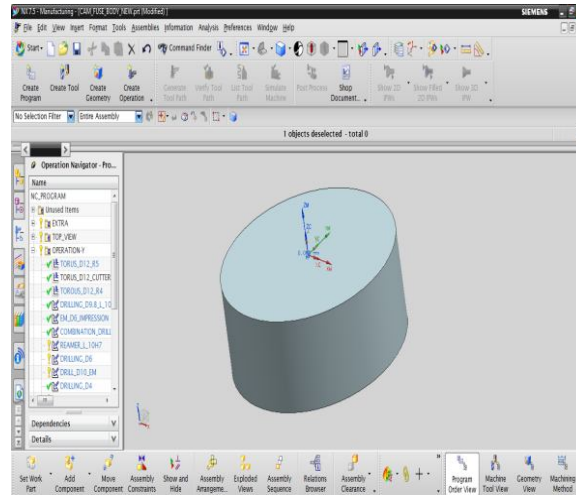 NX 7.5 - Manufacturing - [CAM_FUSE_BODY_NEW.prt (Modified) ]
SIEMENS
File Edit View Insert Format Tools Assemblies Information Analysis Preferences Window Help
Start Command Finder
Create Program Create Tool Create Geometry Create Operation Generate Tool Path Verify Tool Path List Tool Path Simulate Machine Post Process Shop Document... Show 2D IPWs Show Filled 2D IPWs Show 3D IPW
No Selection Filter Entire Assembly
1 objects deselected - total 0
Operation Navigator - Pro...
Name
NC_PROGRAM
Unused Items
EXTRA
TOP_VIEW
OPERATION-Y
TORUS_D12_R5
TORUS_D12_CUTTER
TOROUS_D12_R4
DRILLING_D9.8_L_10
EM_D6_IMPRESSION
COMBINATION_DRILL
REAMER_L_10H7
DRILLING_D6
DRILL_D10_EM
DRILLING_D4
Dependencies
Details
Set Work Part Add Component Move Component Assembly Constraints Show and Hide Assembly Arrangeme... Exploded Views Assembly Sequence Relations Browser Assembly Clearance Program Order View Machine Tool View Geometry View Machining Method